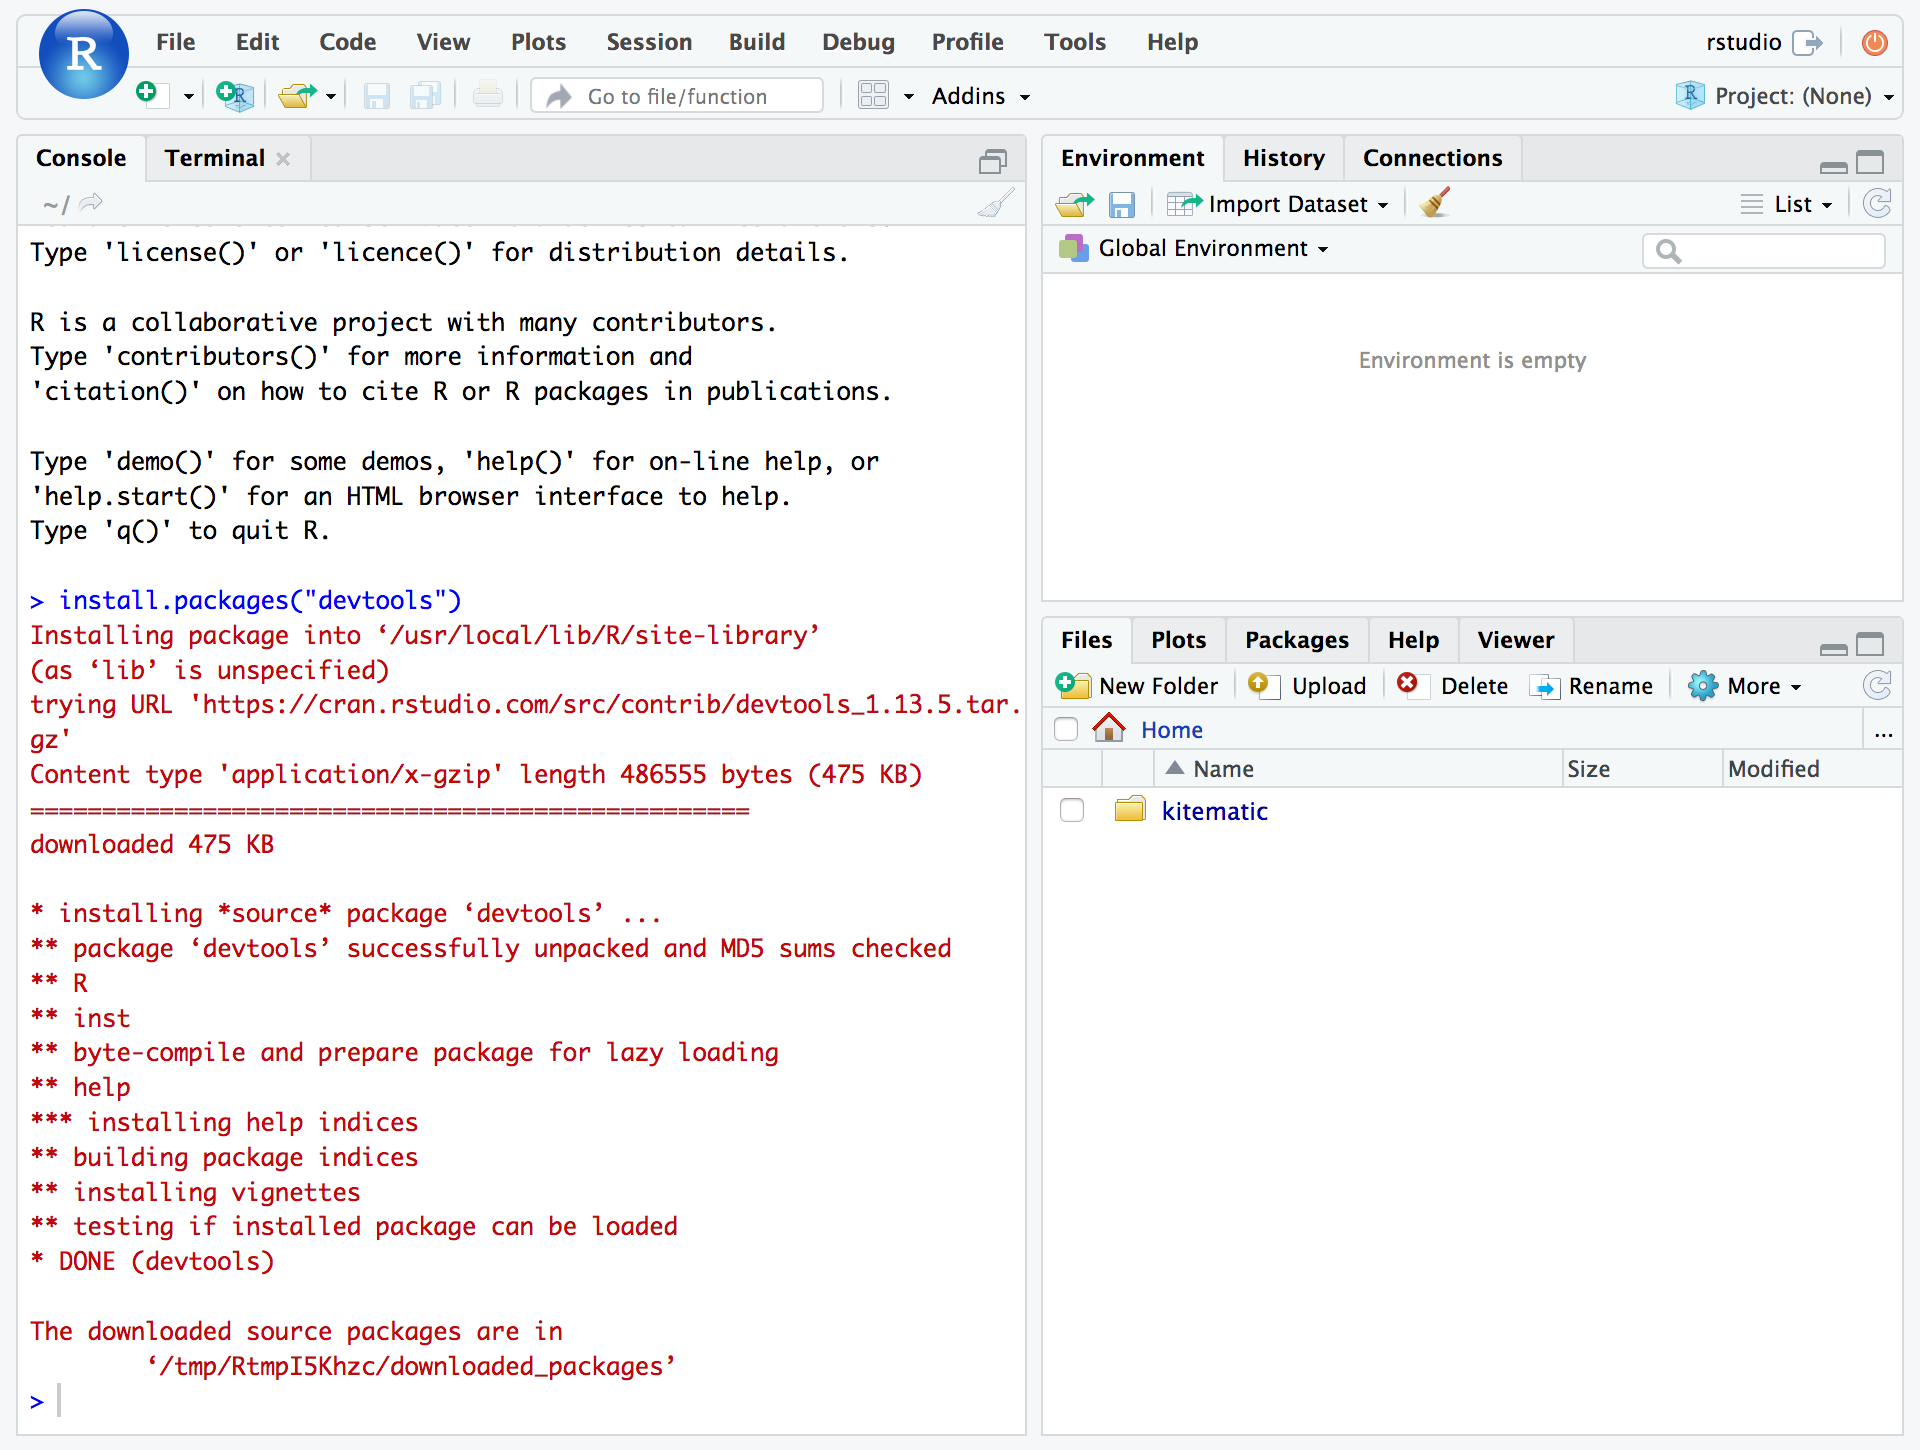 R
File Edit Code View Plots Session Build Debug Profile Tools Help
rstudio
R
Go to file/function
Addins
R
Project: (None)
Console Terminal
~/
Type 'license()' or 'licence()' for distribution details.
R is a collaborative project with many contributors.
Type 'contributors()' for more information and
'citation()' on how to cite R or R packages in publications.
Type 'demo()' for some demos, 'help()' for on-line help, or
'help.start()' for an HTML browser interface to help.
Type 'q()' to quit R.
> install.packages("devtools")
Installing package into ‘/usr/local/lib/R/site-library’
(as ‘lib’ is unspecified)
trying URL 'https://cran.rstudio.com/src/contrib/devtools_1.13.5.tar.
gz'
Content type 'application/x-gzip' length 486555 bytes (475 KB)
==================================================
downloaded 475 KB
* installing *source* package ‘devtools’ ...
** package ‘devtools’ successfully unpacked and MD5 sums checked
** R
** inst
** byte-compile and prepare package for lazy loading
** help
*** installing help indices
** building package indices
** installing vignettes
** testing if installed package can be loaded
* DONE (devtools)
The downloaded source packages are in
‘/tmp/RtmpI5Khzc/downloaded_packages’
>
Environment History Connections
Import Dataset
List
Global Environment
Environment is empty
Files Plots Packages Help Viewer
New Folder Upload Delete Rename More
Home
...
Name Size Modified
kitematic